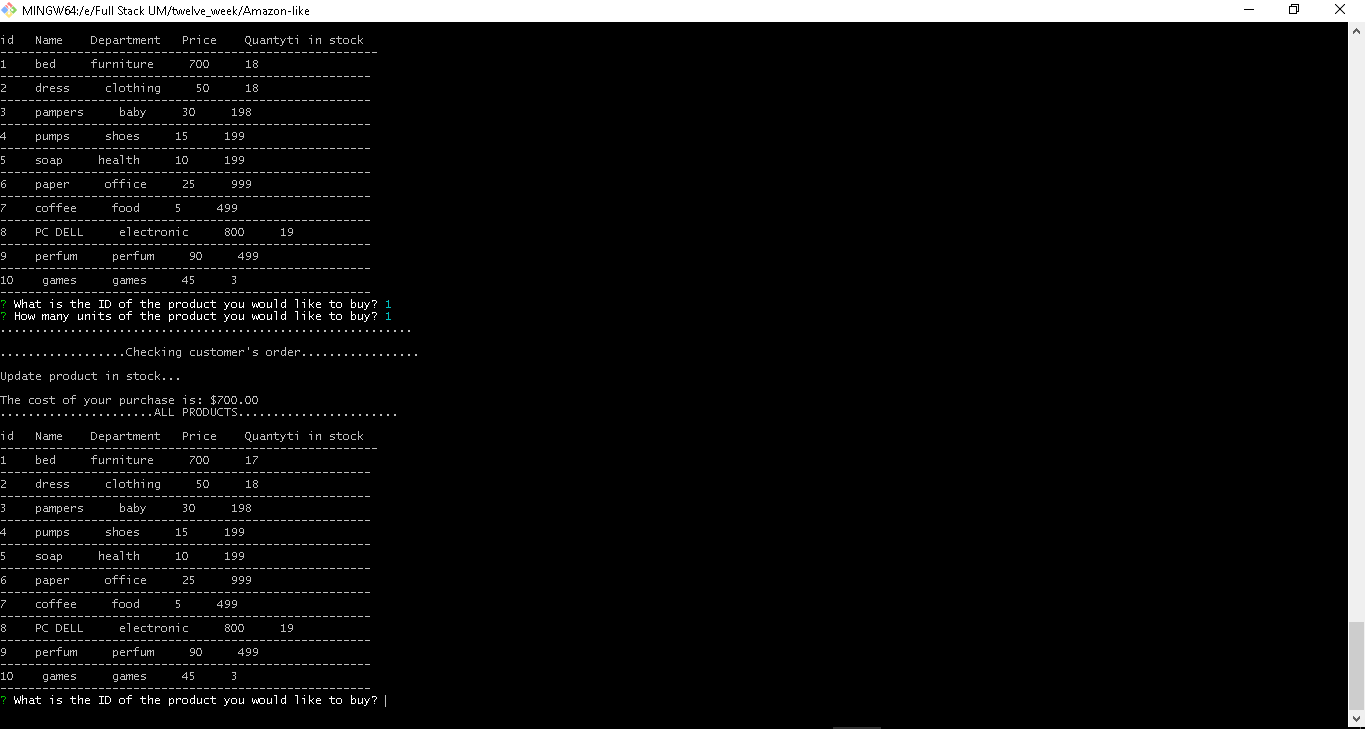 MINGW64:/e/Full Stack UM/twelve_week/Amazon-like
id Name Department Price Quantyti in stock
-----------------------------------------------------
1 bed furniture 700 18
-----------------------------------------------------
2 dress clothing 50 18
-----------------------------------------------------
3 pampers baby 30 198
-----------------------------------------------------
4 pumps shoes 15 199
-----------------------------------------------------
5 soap health 10 199
-----------------------------------------------------
6 paper office 25 999
-----------------------------------------------------
7 coffee food 5 499
-----------------------------------------------------
8 PC DELL electronic 800 19
-----------------------------------------------------
9 perfum perfum 90 499
-----------------------------------------------------
10 games games 45 3
-----------------------------------------------------
? What is the ID of the product you would like to buy? 1
? How many units of the product you would like to buy? 1
...........................................................
..................Checking customer's order.................
Update product in stock...
The cost of your purchase is: $700.00
......................ALL PRODUCTS.......................
id Name Department Price Quantyti in stock
-----------------------------------------------------
1 bed furniture 700 17
-----------------------------------------------------
2 dress clothing 50 18
-----------------------------------------------------
3 pampers baby 30 198
-----------------------------------------------------
4 pumps shoes 15 199
-----------------------------------------------------
5 soap health 10 199
-----------------------------------------------------
6 paper office 25 999
-----------------------------------------------------
7 coffee food 5 499
-----------------------------------------------------
8 PC DELL electronic 800 19
-----------------------------------------------------
9 perfum perfum 90 499
-----------------------------------------------------
10 games games 45 3
-----------------------------------------------------
? What is the ID of the product you would like to buy?